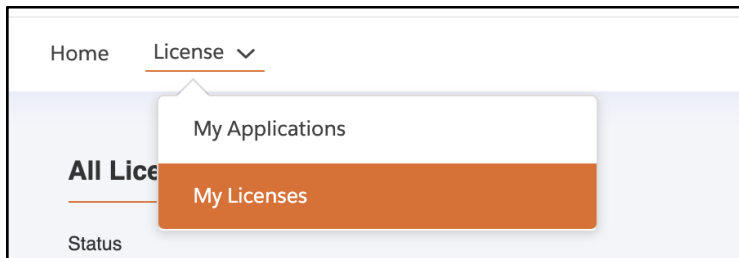 Home License
My Applications
All Lice
My Licenses
Status